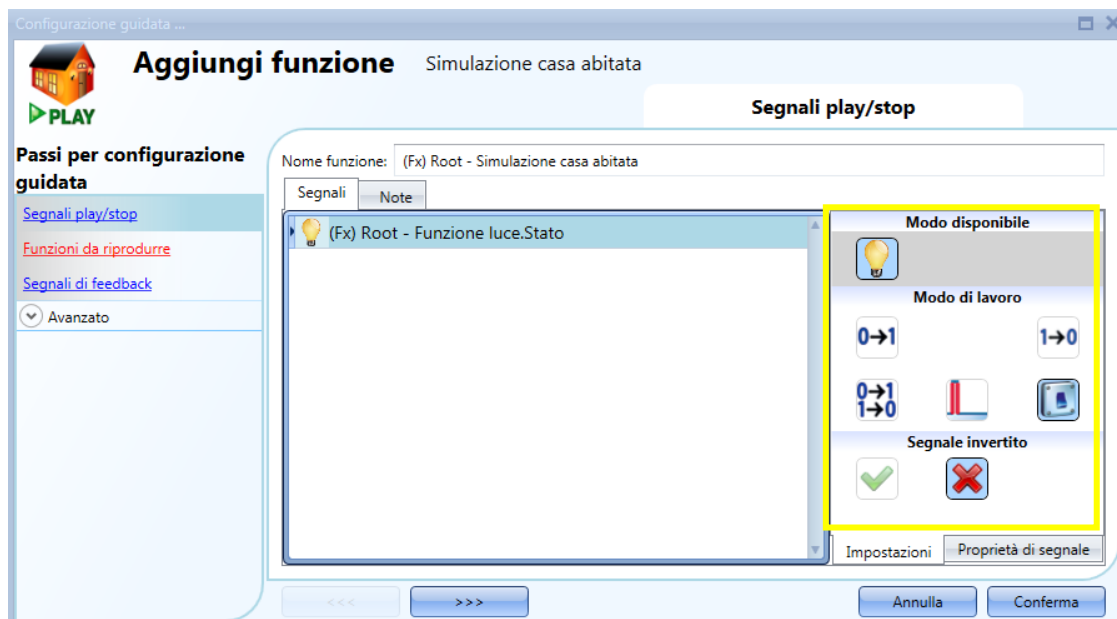 Configurazione guidata ...
Aggiungi funzione
Simulazione casa abitata
PLAY
Segnali play/stop
Passi per configurazione
guidata
Segnali play/stop
Funzioni da riprodurre
Segnali di feedback
Avanzato
Nome funzione: (Fx) Root - Simulazione casa abitata
Segnali
Note
(Fx) Root - Funzione luce.Stato
Modo disponibile
Modo di lavoro
0→1
1→0
0→1
1→0
Segnale invertito
Impostazioni
Proprietà di segnale
<<<
>>>
Annulla
Conferma